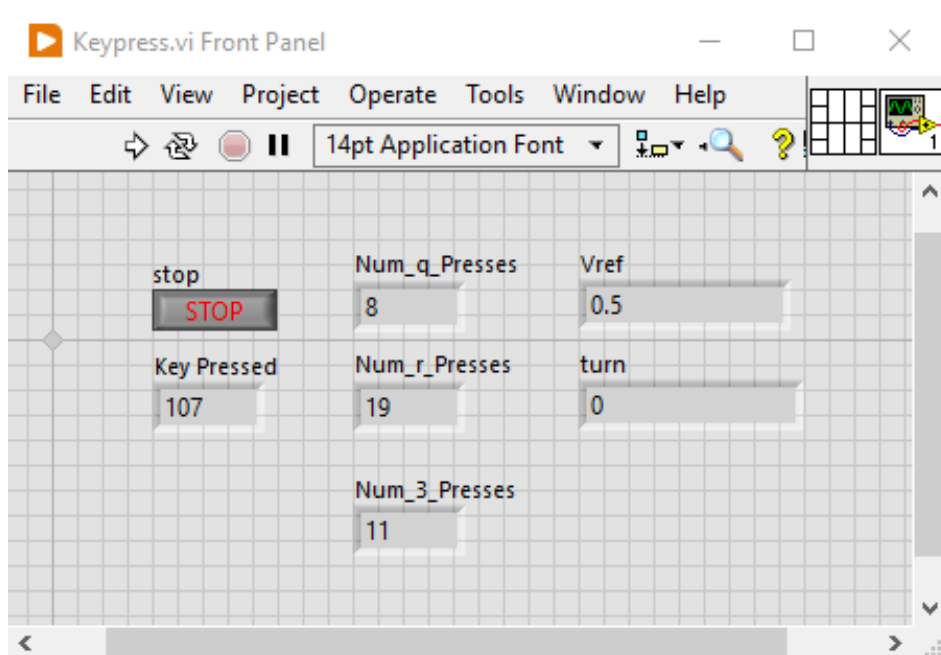 Keypress.vi Front Panel
File Edit View Project Operate Tools Window Help
14pt Application Font
?
1
stop
STOP
Key Pressed
107
Num_q_Presses
8
Num_r_Presses
19
Num_3_Presses
11
Vref
0.5
turn
0